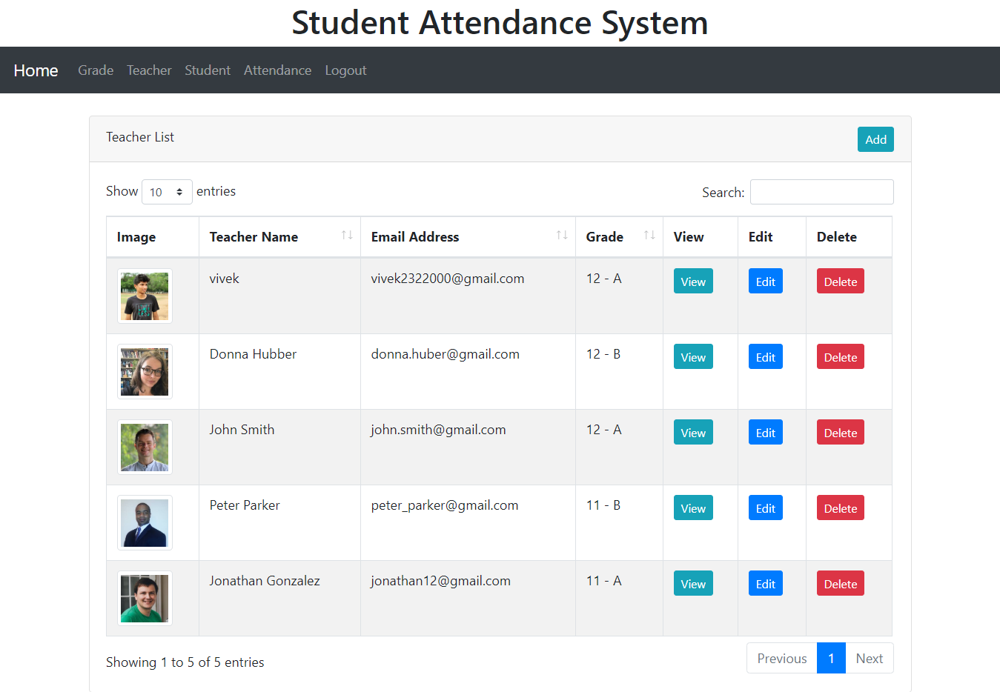 Student Attendance System
Home Grade Teacher Student Attendance Logout
Teacher List Add
Show 10 entries Search:
Image Teacher Name Email Address Grade View Edit Delete
vivek vivek2322000@gmail.com 12 - A View Edit Delete
Donna Hubber donna.huber@gmail.com 12 - B View Edit Delete
John Smith john.smith@gmail.com 12 - A View Edit Delete
Peter Parker peter_parker@gmail.com 11 - B View Edit Delete
Jonathan Gonzalez jonathan12@gmail.com 11 - A View Edit Delete
Showing 1 to 5 of 5 entries Previous 1 Next